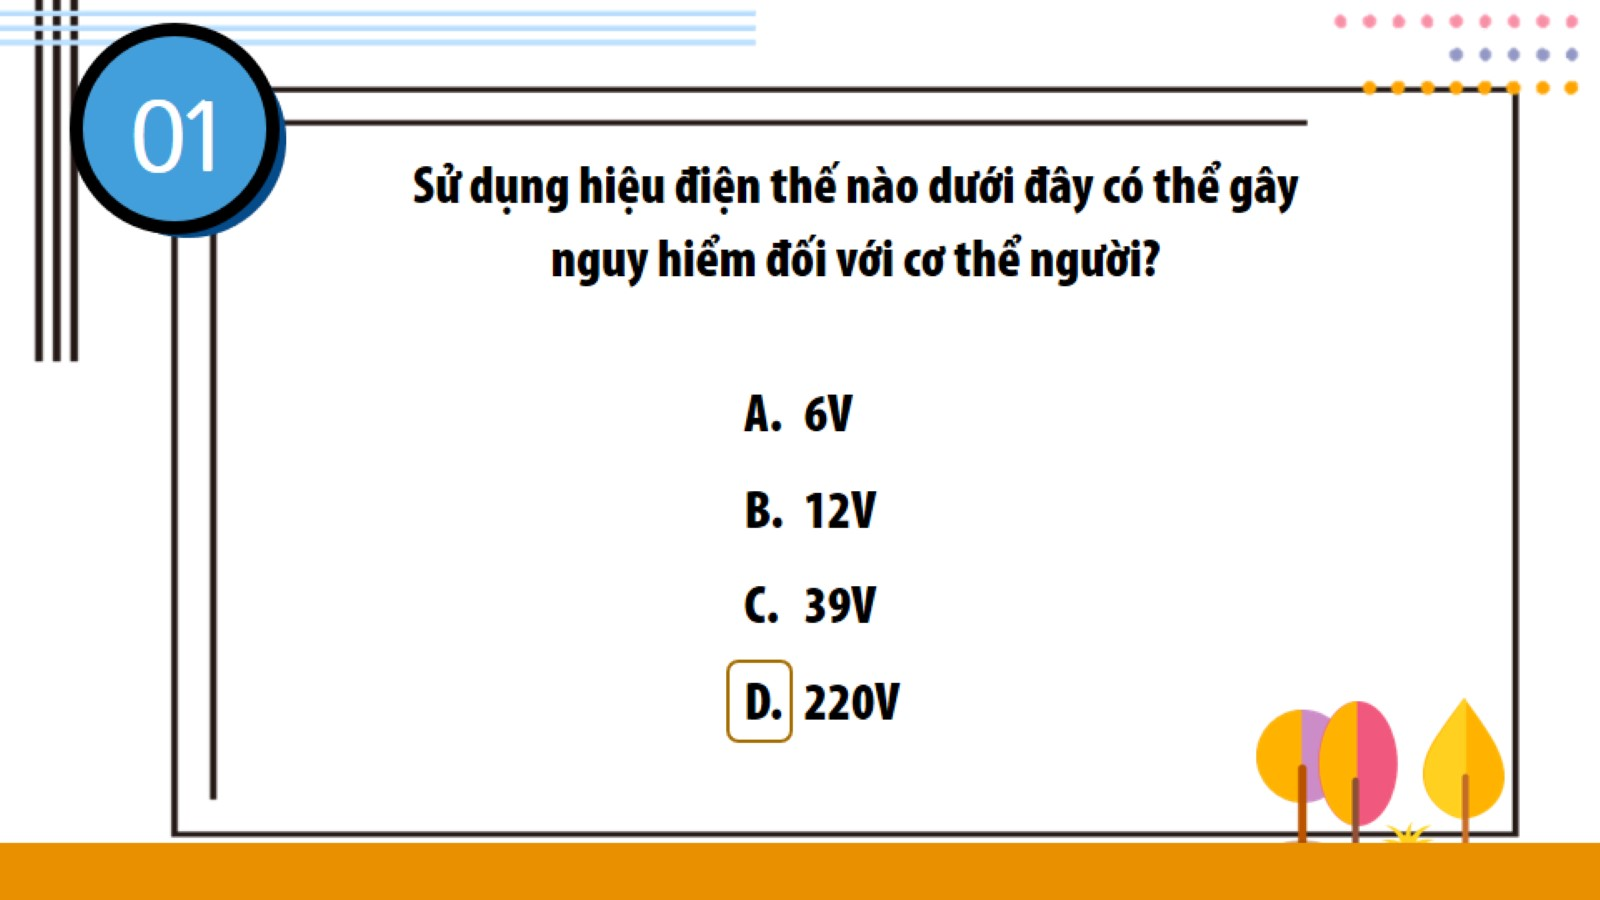 01
Sử dụng hiệu điện thế nào dưới đây có thể gây
nguy hiểm đối với cơ thể người?
A. 6V
B. 12V
C. 39V
D. 220V